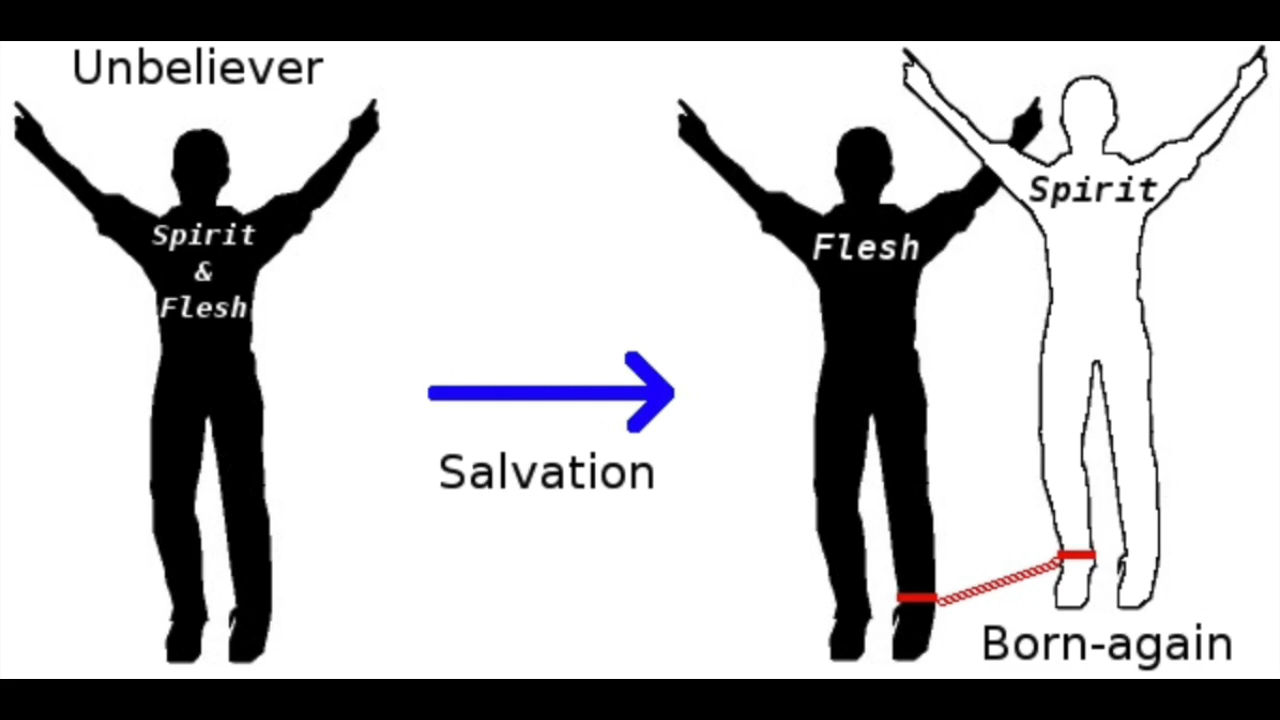 Unbeliever
Spirit
&
Flesh
Salvation
Flesh
Spirit
Born-again